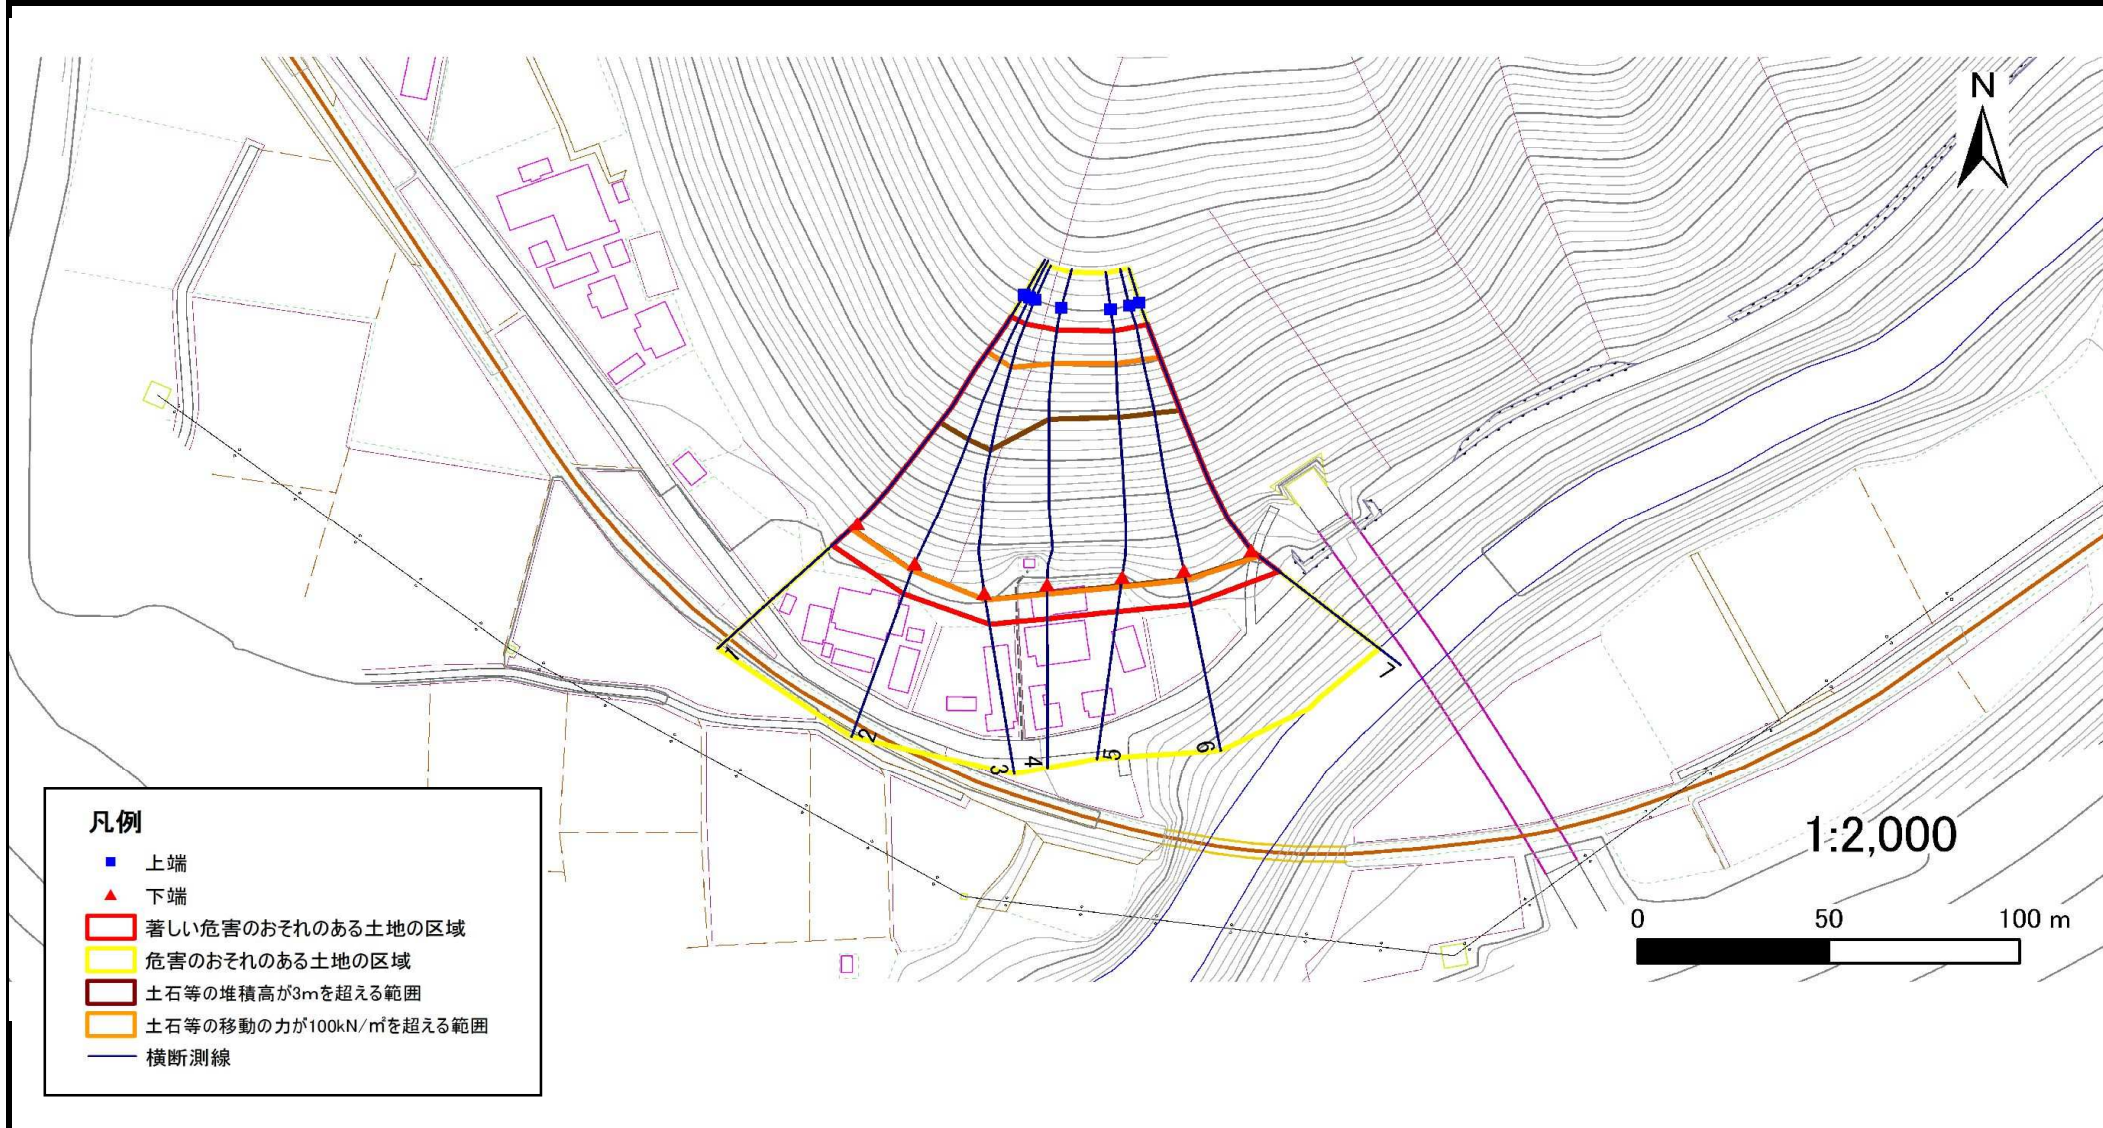 N
1
2
3
4
5
6
7
1:2,000
0 50 100 m
凡例
上端
下端
著しい危害のおそれのある土地の区域
危害のおそれのある土地の区域
土石等の堆積高が3mを超える範囲
土石等の移動の力が100kN/㎡を超える範囲
横断測線